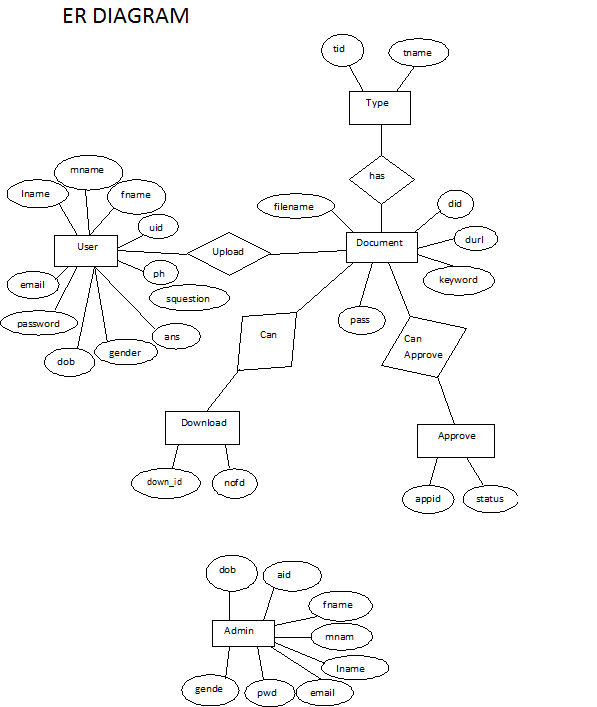 ER DIAGRAM
tid
tname
Type
has
mname
lname
fname
uid
User
ph
squestion
email
password
dob
gender
ans
Upload
filename
did
Document
durl
keyword
pass
Can
Can
Approve
Download
down_id
nofd
Approve
appid
status
dob
aid
fname
Admin
mnam
lname
gende
pwd
email